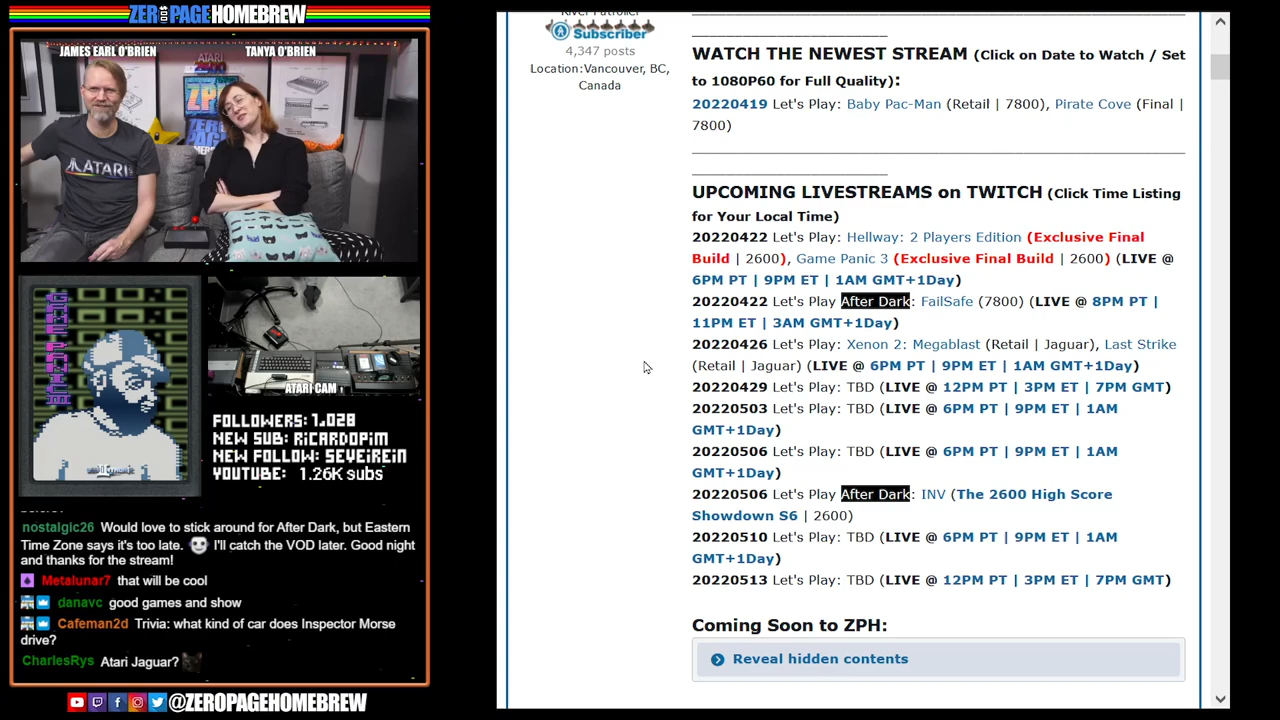 ZEROPAGEHOMEBREW
JAMES EARL O'BRIEN
TANYA O'BRIEN
ATARI
ATARI CAM
FOLLOWERS: 1,028
NEW SUB: RICARDOPIM
NEW FOLLOW: SEVEIREIN
YOUTUBE: 1.26K subs
nostalgic26 Would love to stick around for After Dark, but Eastern
Time Zone says it's too late. I'll catch the VOD later. Good night
and thanks for the stream!
Metalunar7 that will be cool
danavc good games and show
Cafeman2d Trivia: what kind of car does Inspector Morse
drive?
CharlesRys Atari Jaguar?
@ZEROPAGEHOMEBREW
River Patroller
Subscriber
4,347 posts
Location:Vancouver, BC,
Canada
WATCH THE NEWEST STREAM (Click on Date to Watch / Set
to 1080P60 for Full Quality):
20220419 Let's Play: Baby Pac-Man (Retail | 7800), Pirate Cove (Final |
7800)
UPCOMING LIVESTREAMS on TWITCH (Click Time Listing
for Your Local Time)
20220422 Let's Play: Hellway: 2 Players Edition (Exclusive Final
Build | 2600), Game Panic 3 (Exclusive Final Build | 2600) (LIVE @
6PM PT | 9PM ET | 1AM GMT+1Day)
20220422 Let's Play After Dark: FailSafe (7800) (LIVE @ 8PM PT |
11PM ET | 3AM GMT+1Day)
20220426 Let's Play: Xenon 2: Megablast (Retail | Jaguar), Last Strike
(Retail | Jaguar) (LIVE @ 6PM PT | 9PM ET | 1AM GMT+1Day)
20220429 Let's Play: TBD (LIVE @ 12PM PT | 3PM ET | 7PM GMT)
20220503 Let's Play: TBD (LIVE @ 6PM PT | 9PM ET | 1AM
GMT+1Day)
20220506 Let's Play: TBD (LIVE @ 6PM PT | 9PM ET | 1AM
GMT+1Day)
20220506 Let's Play After Dark: INV (The 2600 High Score
Showdown S6 | 2600)
20220510 Let's Play: TBD (LIVE @ 6PM PT | 9PM ET | 1AM
GMT+1Day)
20220513 Let's Play: TBD (LIVE @ 12PM PT | 3PM ET | 7PM GMT)
Coming Soon to ZPH:
Reveal hidden contents